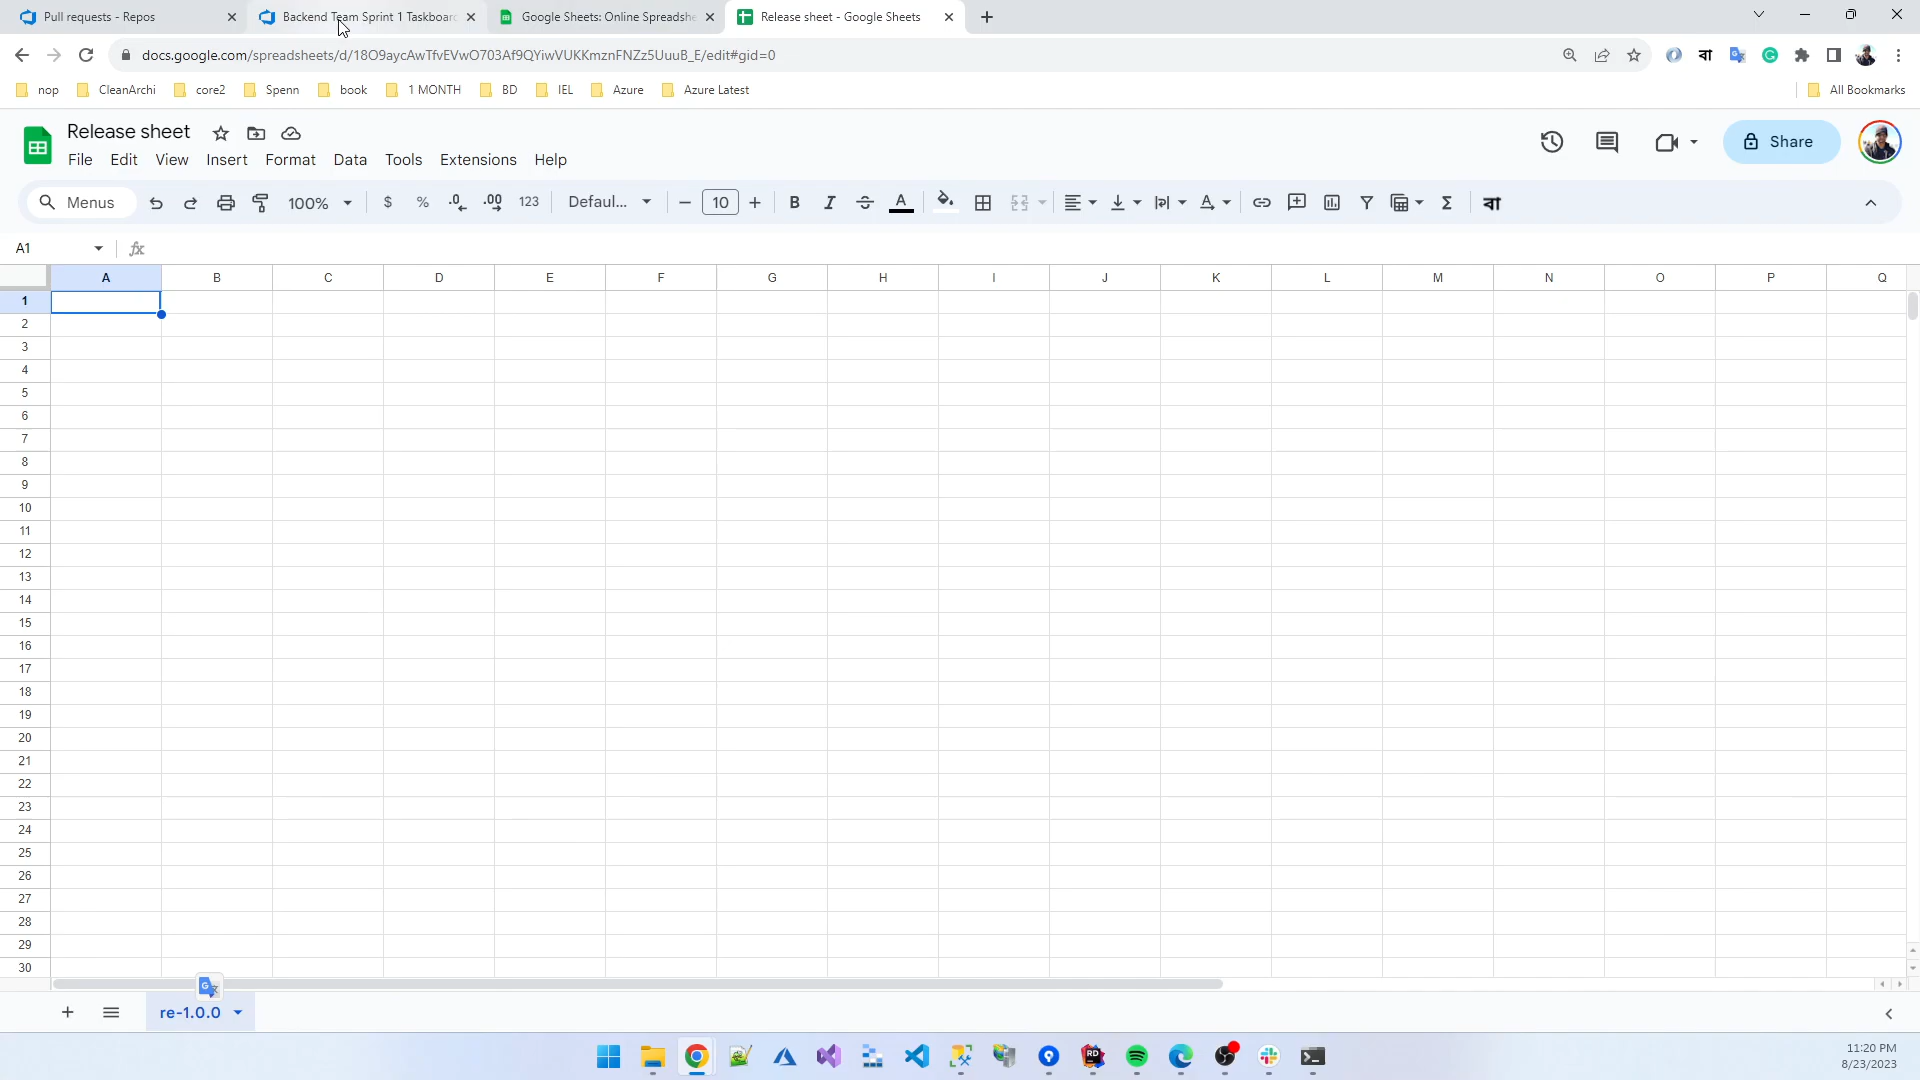 Pull requests - Repos
Backend Team Sprint 1 Taskboard
Google Sheets: Online Spreadshe
Release sheet - Google Sheets
docs.google.com/spreadsheets/d/18O9aycAwTfvEVwO703Af9QYiwVUKKmznFNZz5UuuB_E/edit#gid=0
nop CleanArchi core2 Spenn book 1 MONTH BD IEL Azure Azure Latest All Bookmarks
Release sheet
File Edit View Insert Format Data Tools Extensions Help
Share
Menus 100% $ % .0 .00 123 Defaul... 10 B I A বা
A1 fx
A B C D E F G H I J K L M N O P Q
1
2
3
4
5
6
7
8
9
10
11
12
13
14
15
16
17
18
19
20
21
22
23
24
25
26
27
28
29
30
re-1.0.0
11:20 PM
8/23/2023